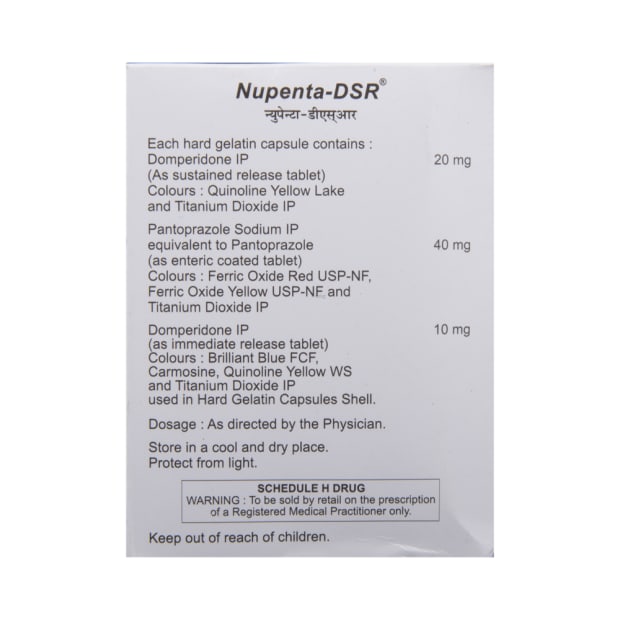 Nupenta-DSR®
न्युपेन्टा-डीएस्आर
Each hard gelatin capsule contains :
Domperidone IP 20 mg
(As sustained release tablet)
Colours : Quinoline Yellow Lake
and Titanium Dioxide IP
Pantoprazole Sodium IP
equivalent to Pantoprazole 40 mg
(as enteric coated tablet)
Colours : Ferric Oxide Red USP-NF,
Ferric Oxide Yellow USP-NF and
Titanium Dioxide IP
Domperidone IP 10 mg
(as immediate release tablet)
Colours : Brilliant Blue FCF,
Carmosine, Quinoline Yellow WS
and Titanium Dioxide IP
used in Hard Gelatin Capsules Shell.
Dosage : As directed by the Physician.
Store in a cool and dry place.
Protect from light.
SCHEDULE H DRUG
WARNING : To be sold by retail on the prescription
of a Registered Medical Practitioner only.
Keep out of reach of children.